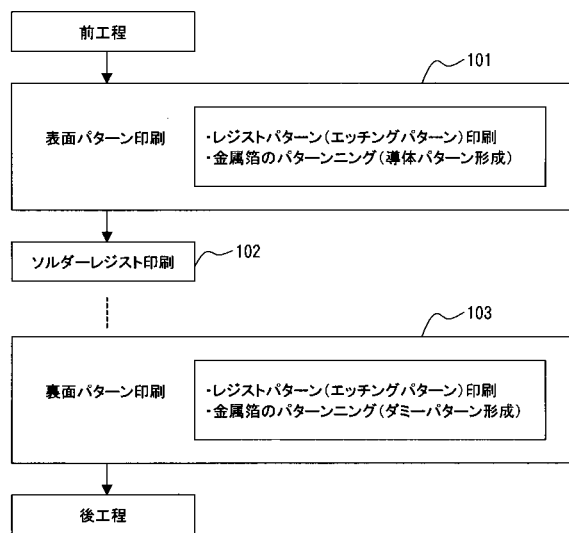 前工程
101
表面パターン印刷
・レジストパターン(エッチングパターン)印刷
・金属箔のパターンニング(導体パターン形成)
ソルダーレジスト印刷
102
103
裏面パターン印刷
・レジストパターン(エッチングパターン)印刷
・金属箔のパターンニング(ダミーパターン形成)
後工程